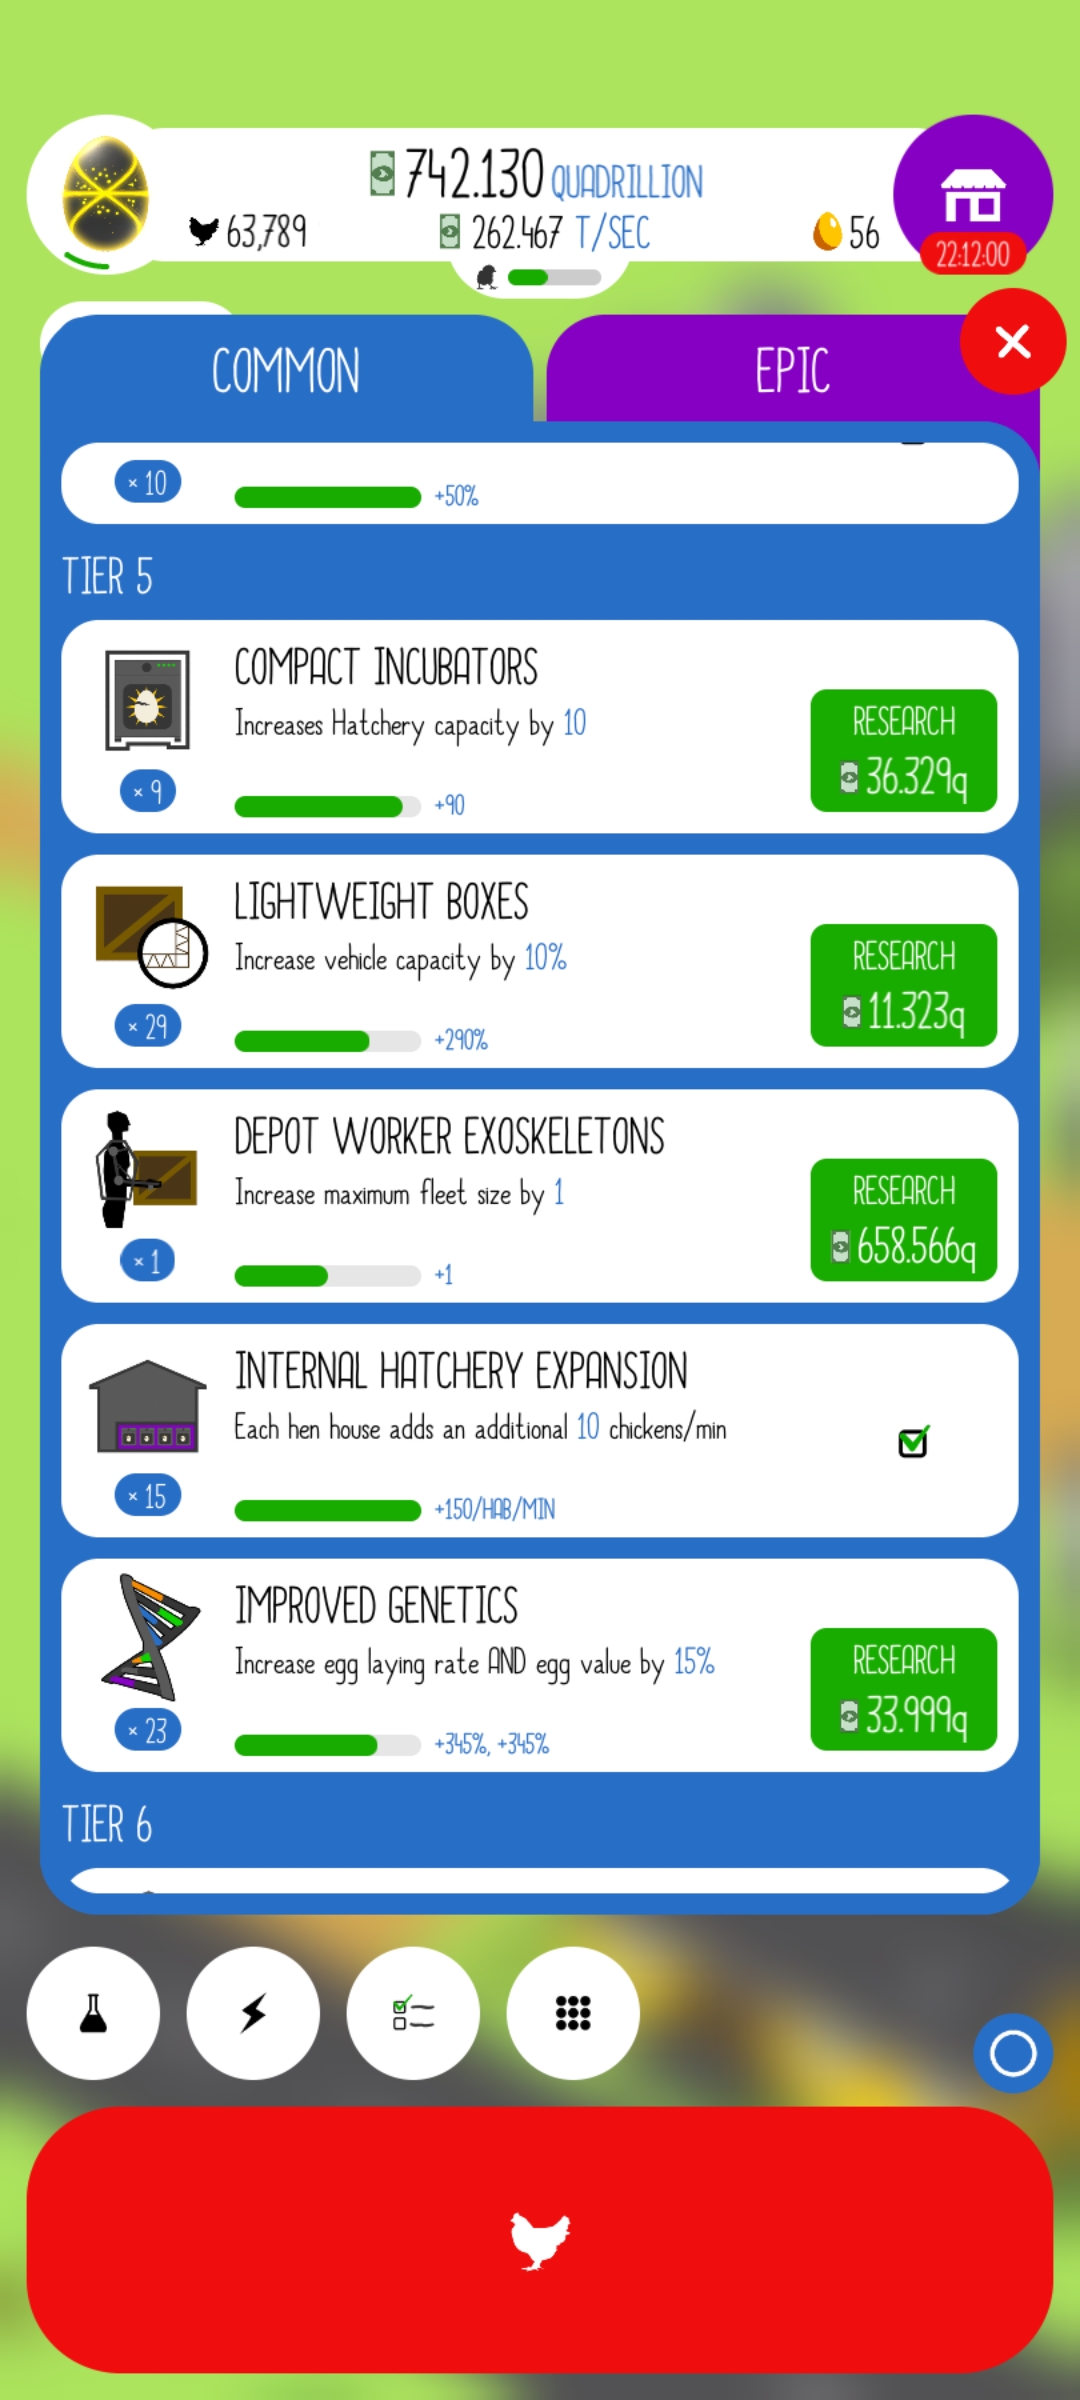 742.130 QUADRILLION
63,789
262.467 T/SEC
56
22:12:00
COMMON
EPIC
× 10
+50%
TIER 5
COMPACT INCUBATORS
Increases Hatchery capacity by 10
RESEARCH
36.329q
× 9
+90
LIGHTWEIGHT BOXES
Increase vehicle capacity by 10%
RESEARCH
11.323q
× 29
+290%
DEPOT WORKER EXOSKELETONS
Increase maximum fleet size by 1
RESEARCH
658.566q
× 1
+1
INTERNAL HATCHERY EXPANSION
Each hen house adds an additional 10 chickens/min
× 15
+150/HAB/MIN
IMPROVED GENETICS
Increase egg laying rate AND egg value by 15%
RESEARCH
33.999q
× 23
+345%, +345%
TIER 6